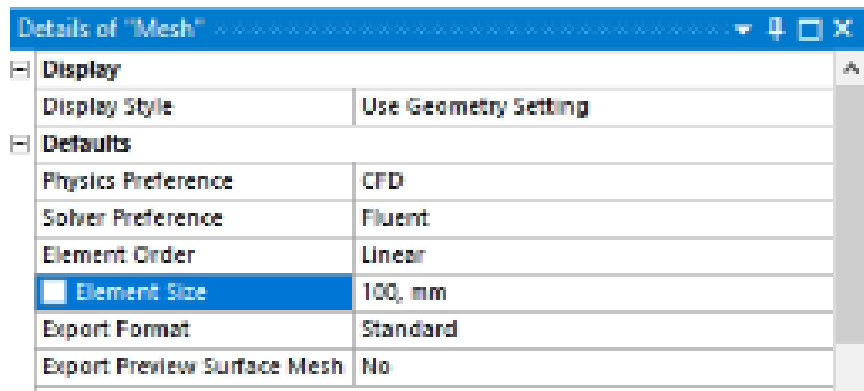 Details of "Mesh"
Display
Display Style Use Geometry Setting
Defaults
Physics Preference CFD
Solver Preference Fluent
Element Order Linear
Element Size 100, mm
Export Format Standard
Export Preview Surface Mesh No